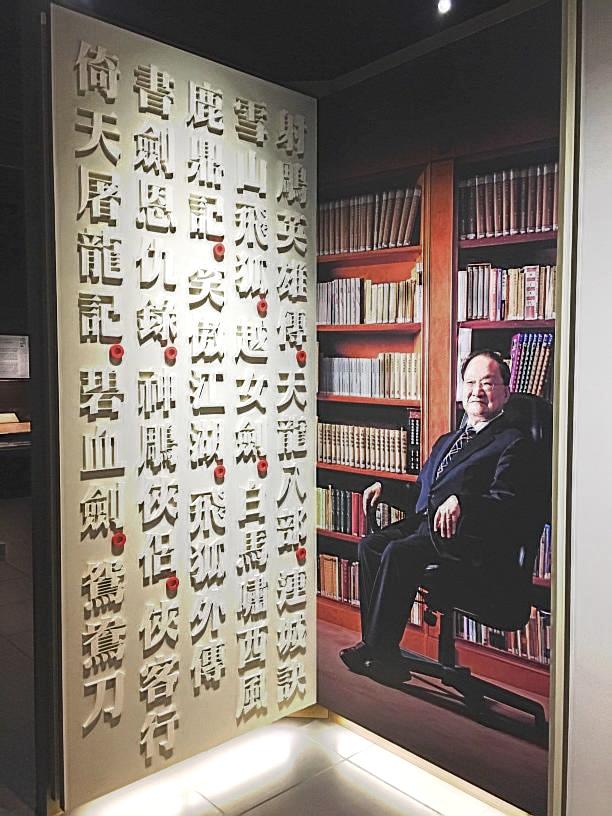 射鵰英雄傳。天龍八部。連城訣
雪山飛狐。越女劍。白馬嘯西風
鹿鼎記。笑傲江湖。飛狐外傳
書劍恩仇錄。神鵰俠侶。俠客行
倚天屠龍記。碧血劍。鴛鴦刀